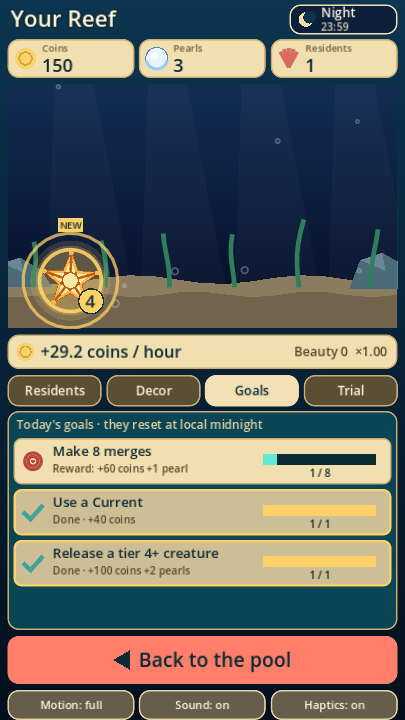 Your Reef
Night
23:59
Coins
150
Pearls
3
Residents
1
NEW
4
+29.2 coins / hour
Beauty 0 ×1.00
Residents
Decor
Goals
Trial
Today's goals · they reset at local midnight
Make 8 merges
Reward: +60 coins +1 pearl
1 / 8
Use a Current
Done · +40 coins
1 / 1
Release a tier 4+ creature
Done · +100 coins +2 pearls
1 / 1
Back to the pool
Motion: full
Sound: on
Haptics: on